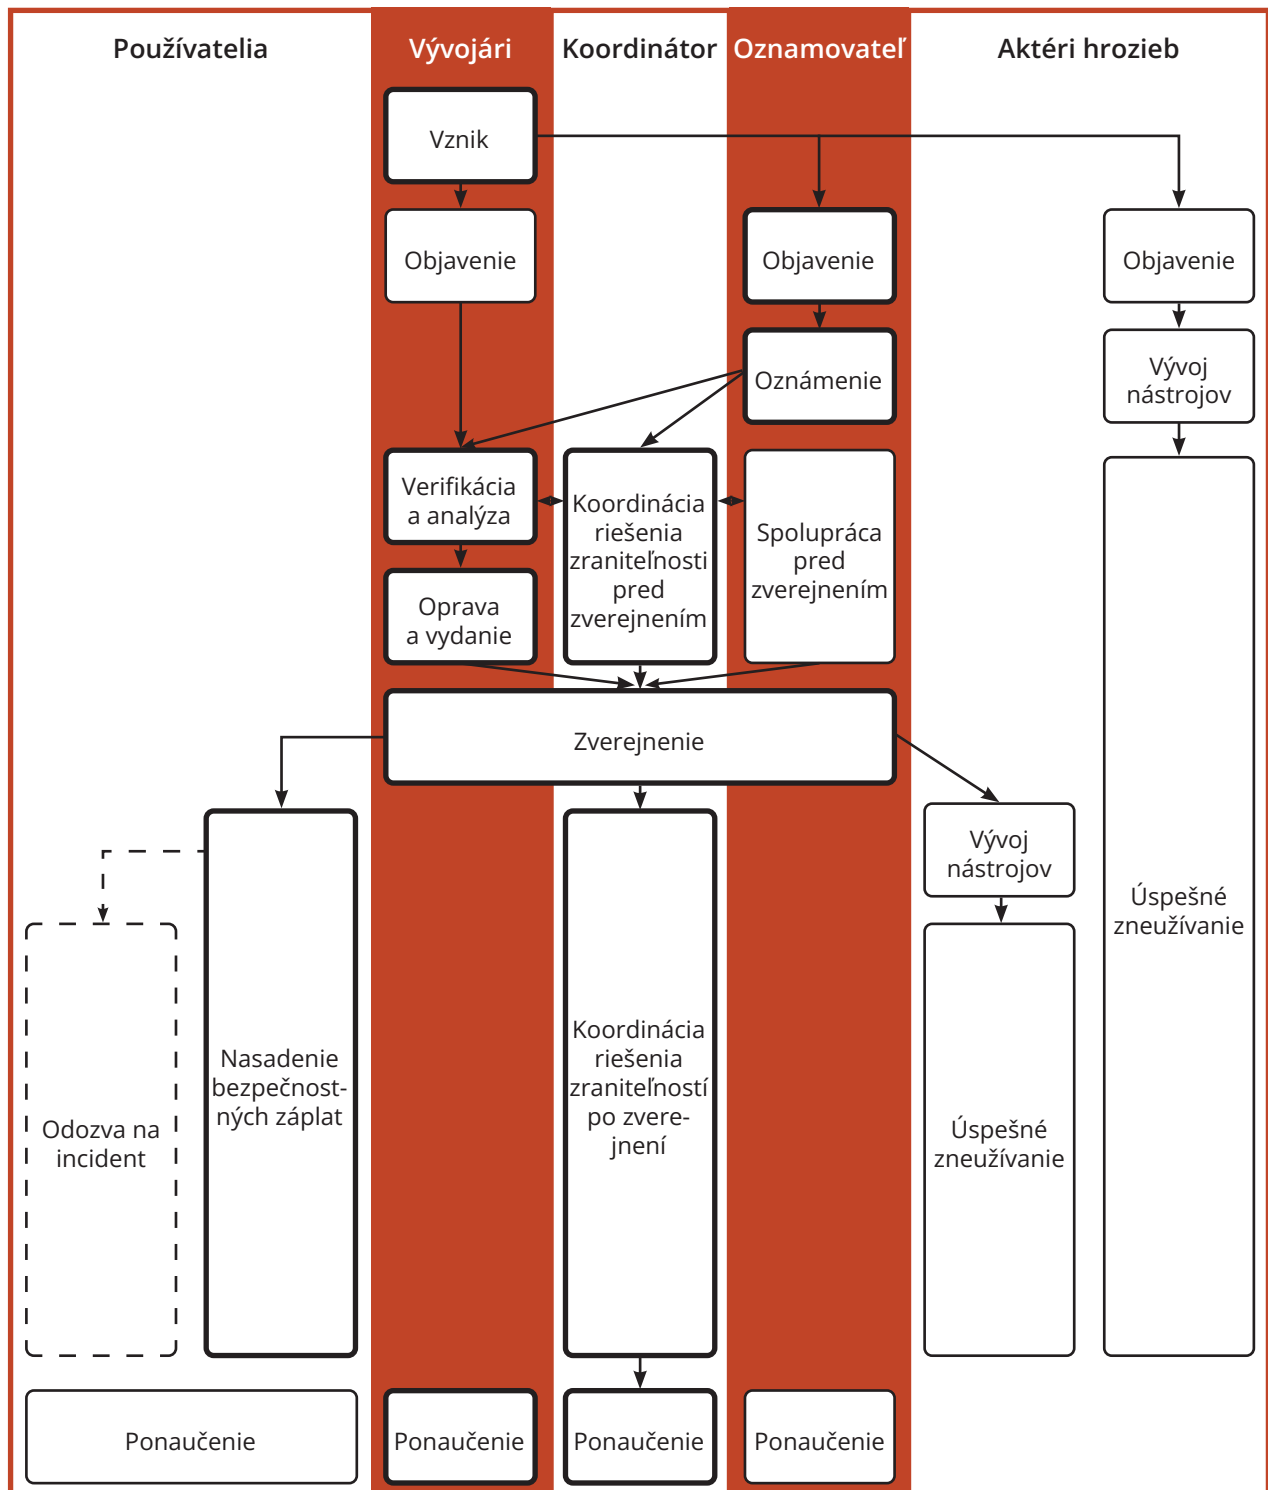 Používatelia
Vývojári
Koordinátor
Oznamovateľ
Aktéri hrozieb
Vznik
Objavenie
Objavenie
Objavenie
Oznámenie
Vývoj
nástrojov
Verifikácia
a analýza
Koordinácia
riešenia
zraniteľnosti
pred
zverejnením
Spolupráca
pred
zverejnením
Oprava
a vydanie
Zverejnenie
Vývoj
nástrojov
Úspešné
zneužívanie
Nasadenie
bezpečnost-
ných záplat
Koordinácia
riešenia
zraniteľností
po zvere-
jnení
Odozva na
incident
Úspešné
zneužívanie
Ponaučenie
Ponaučenie
Ponaučenie
Ponaučenie